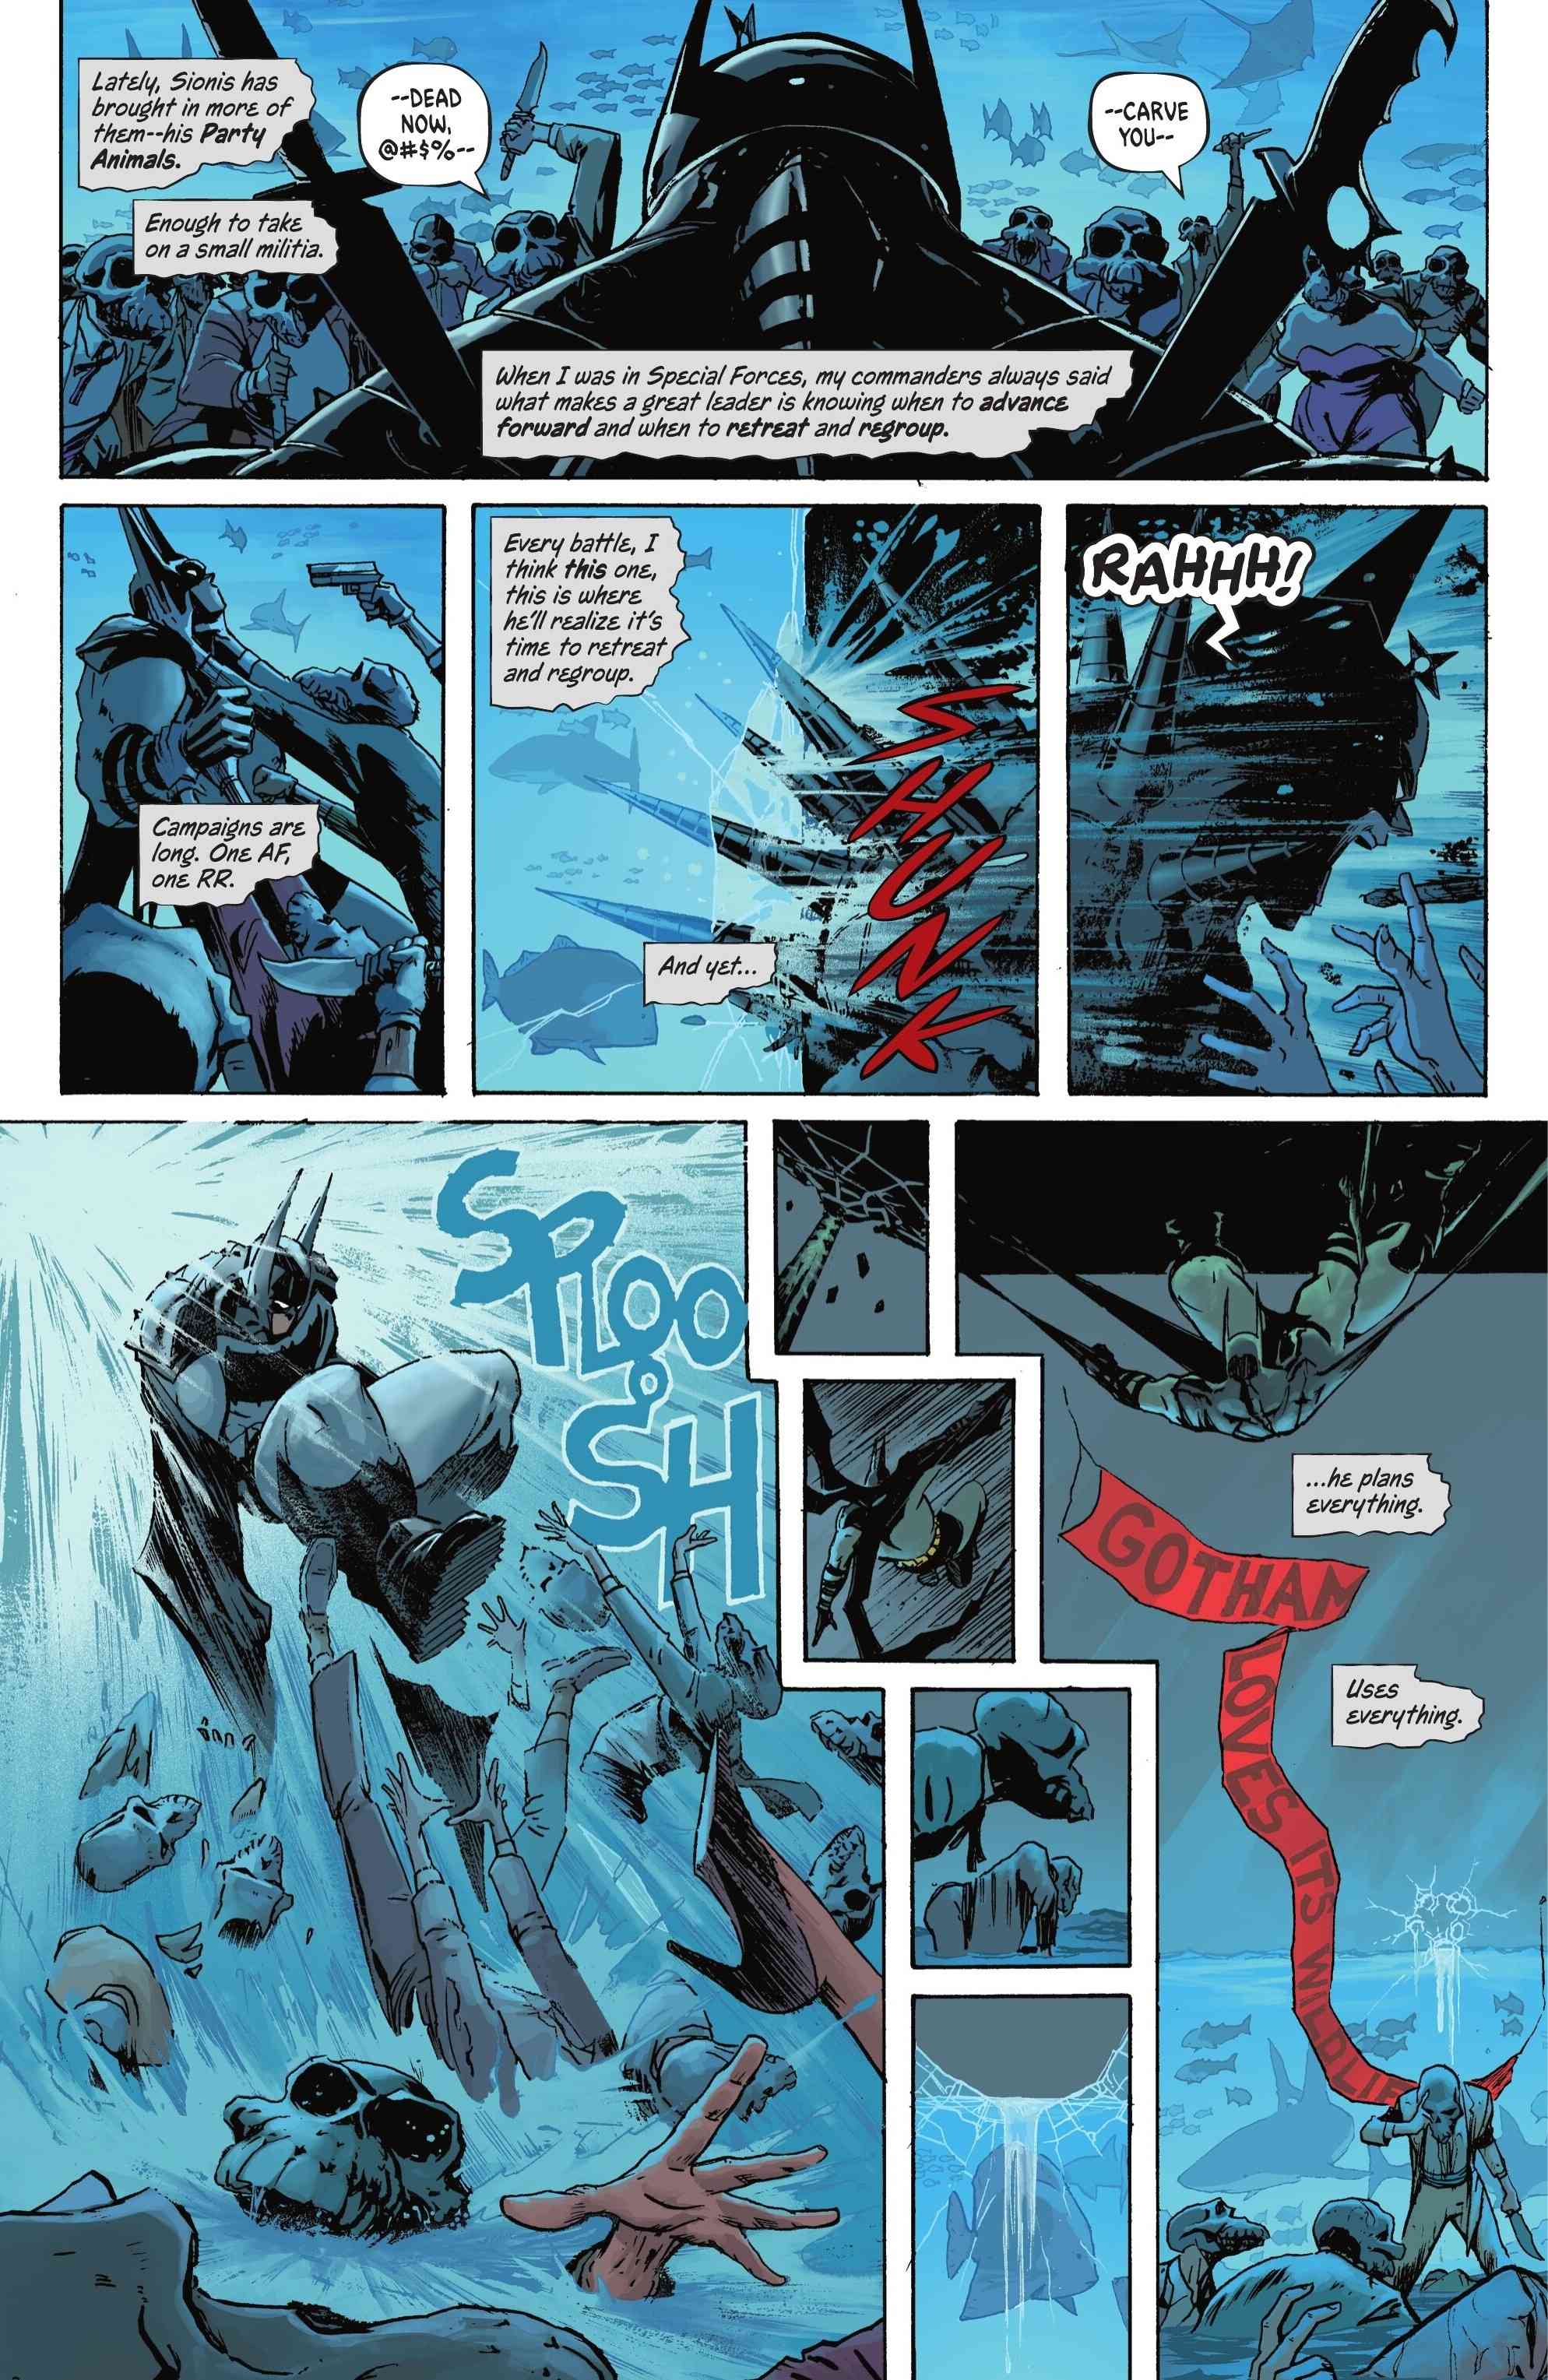 Lately, Sionis has
brought in more of
them--his Party
Animals.
Enough to take
on a small militia.
--DEAD
NOW,
@#$%--
--CARVE
YOU--
When I was in Special Forces, my commanders always said
what makes a great leader is knowing when to advance
forward and when to retreat and regroup.
Campaigns are
long. One AF,
one RR.
Every battle, I
think this one,
this is where
he'll realize it's
time to retreat
and regroup.
And yet...
SHUNK
RAHHH!
SPLOOOSH
...he plans
everything.
GOTHAM
LOVES ITS WILDLIFE
Uses
everything.